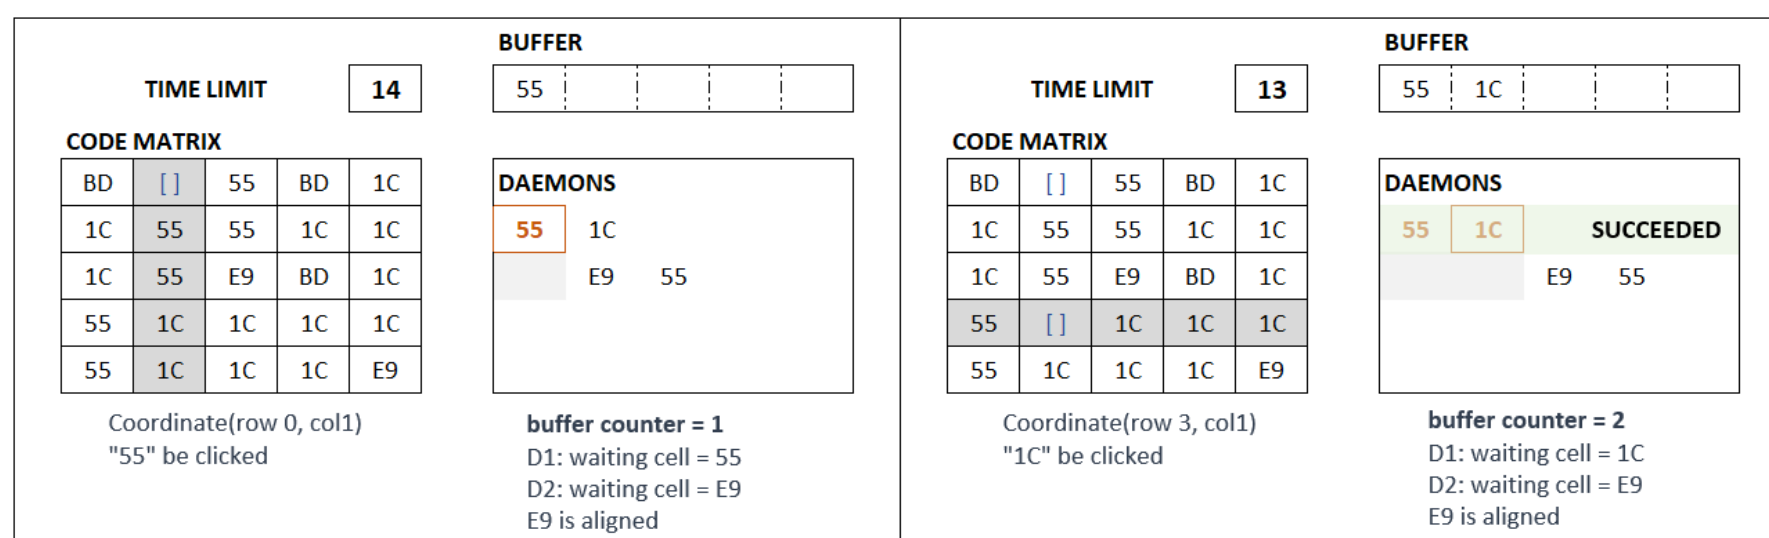 BUFFER
TIME LIMIT 14 55
CODE MATRIX
BD [ ] 55 BD 1C
1C 55 55 1C 1C
1C 55 E9 BD 1C
55 1C 1C 1C 1C
55 1C 1C 1C E9
DAEMONS
55 1C
E9 55
Coordinate(row 0, col1)
"55" be clicked
buffer counter = 1
D1: waiting cell = 55
D2: waiting cell = E9
E9 is aligned
BUFFER
TIME LIMIT 13 55 1C
CODE MATRIX
BD [ ] 55 BD 1C
1C 55 55 1C 1C
1C 55 E9 BD 1C
55 [ ] 1C 1C 1C
55 1C 1C 1C E9
DAEMONS
55 1C SUCCEEDED
E9 55
Coordinate(row 3, col1)
"1C" be clicked
buffer counter = 2
D1: waiting cell = 1C
D2: waiting cell = E9
E9 is aligned